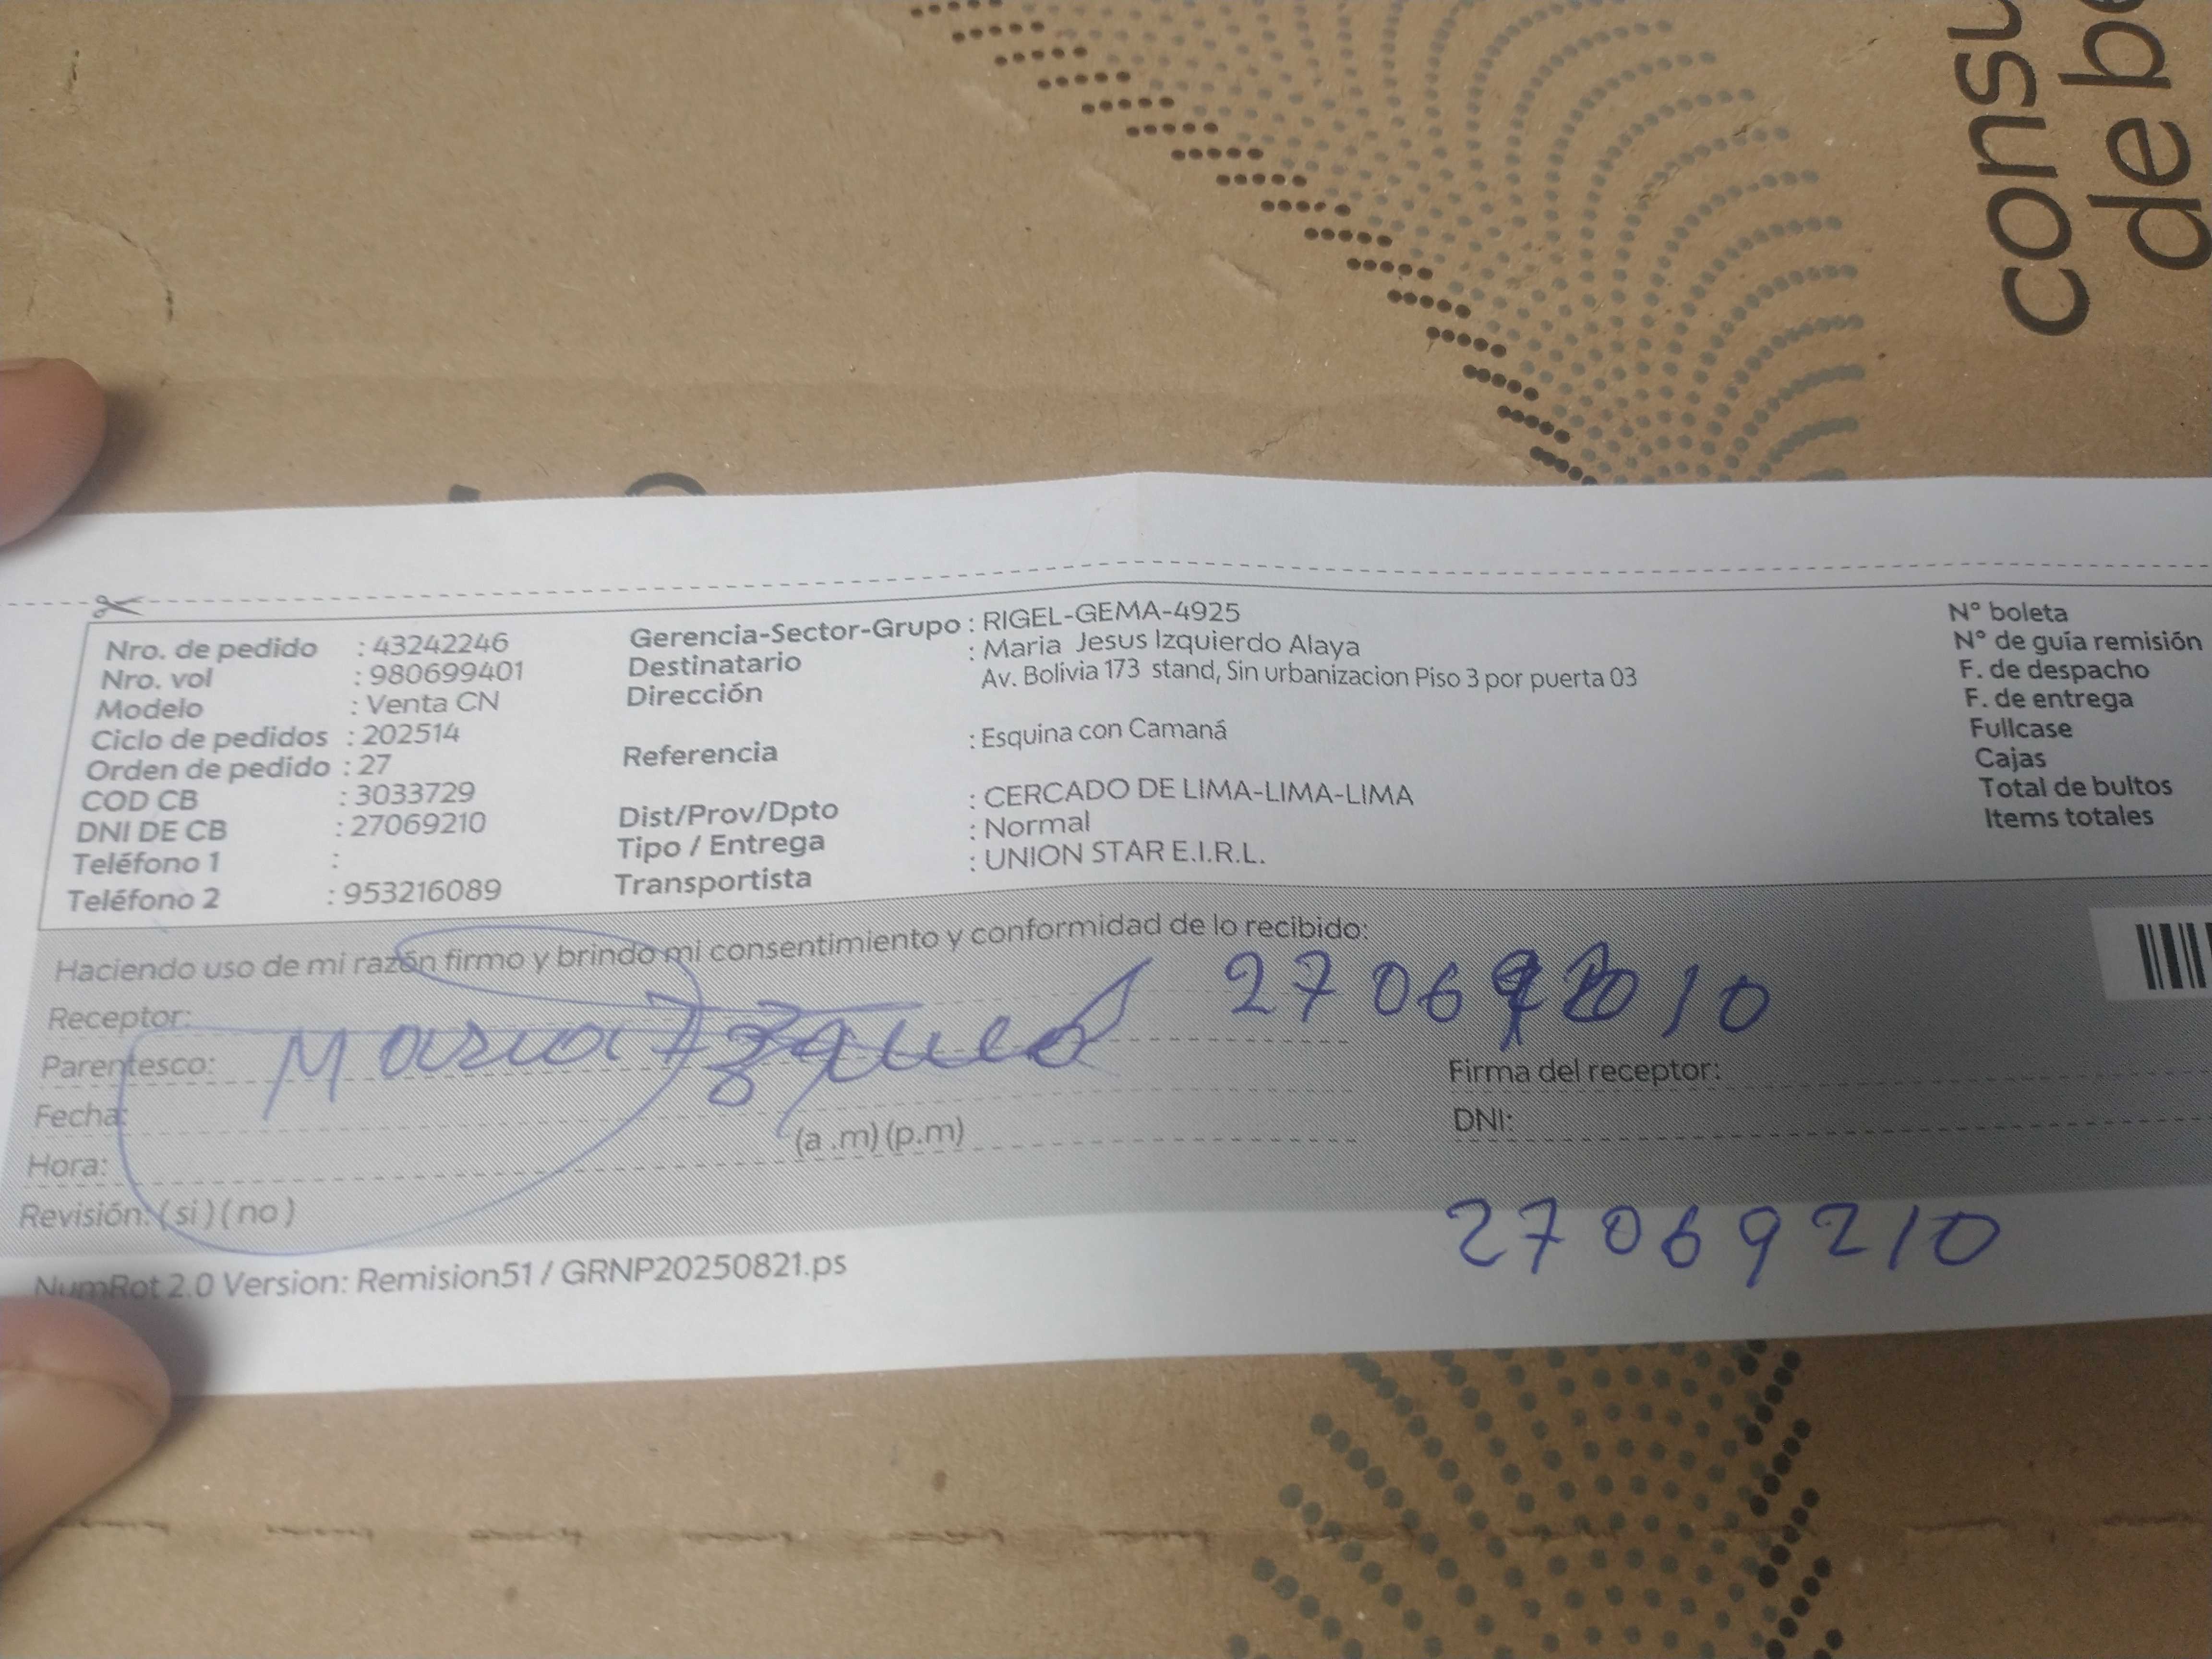 consu
de be
Nro. de pedido : 43242246
Nro. vol : 980699401
Modelo : Venta CN
Ciclo de pedidos : 202514
Orden de pedido : 27
COD CB : 3033729
DNI DE CB : 27069210
Teléfono 1 :
Teléfono 2 : 953216089
Gerencia-Sector-Grupo : RIGEL-GEMA-4925
Destinatario : Maria Jesus Izquierdo Alaya
Dirección Av. Bolivia 173 stand, Sin urbanizacion Piso 3 por puerta 03
Referencia : Esquina con Camaná
Dist/Prov/Dpto : CERCADO DE LIMA-LIMA-LIMA
Tipo / Entrega : Normal
Transportista : UNION STAR E.I.R.L.
N° boleta
N° de guía remisión
F. de despacho
F. de entrega
Fullcase
Cajas
Total de bultos
Items totales
Haciendo uso de mi razón firmo y brindo mi consentimiento y conformidad de lo recibido:
Receptor:
Maria
Parentesco:
Fecha:
Hora: (a .m) (p.m)
Revisión: ( si ) ( no )
Firma del receptor:
DNI:
27069210
NumRot 2.0 Version: Remision51 / GRNP20250821.ps